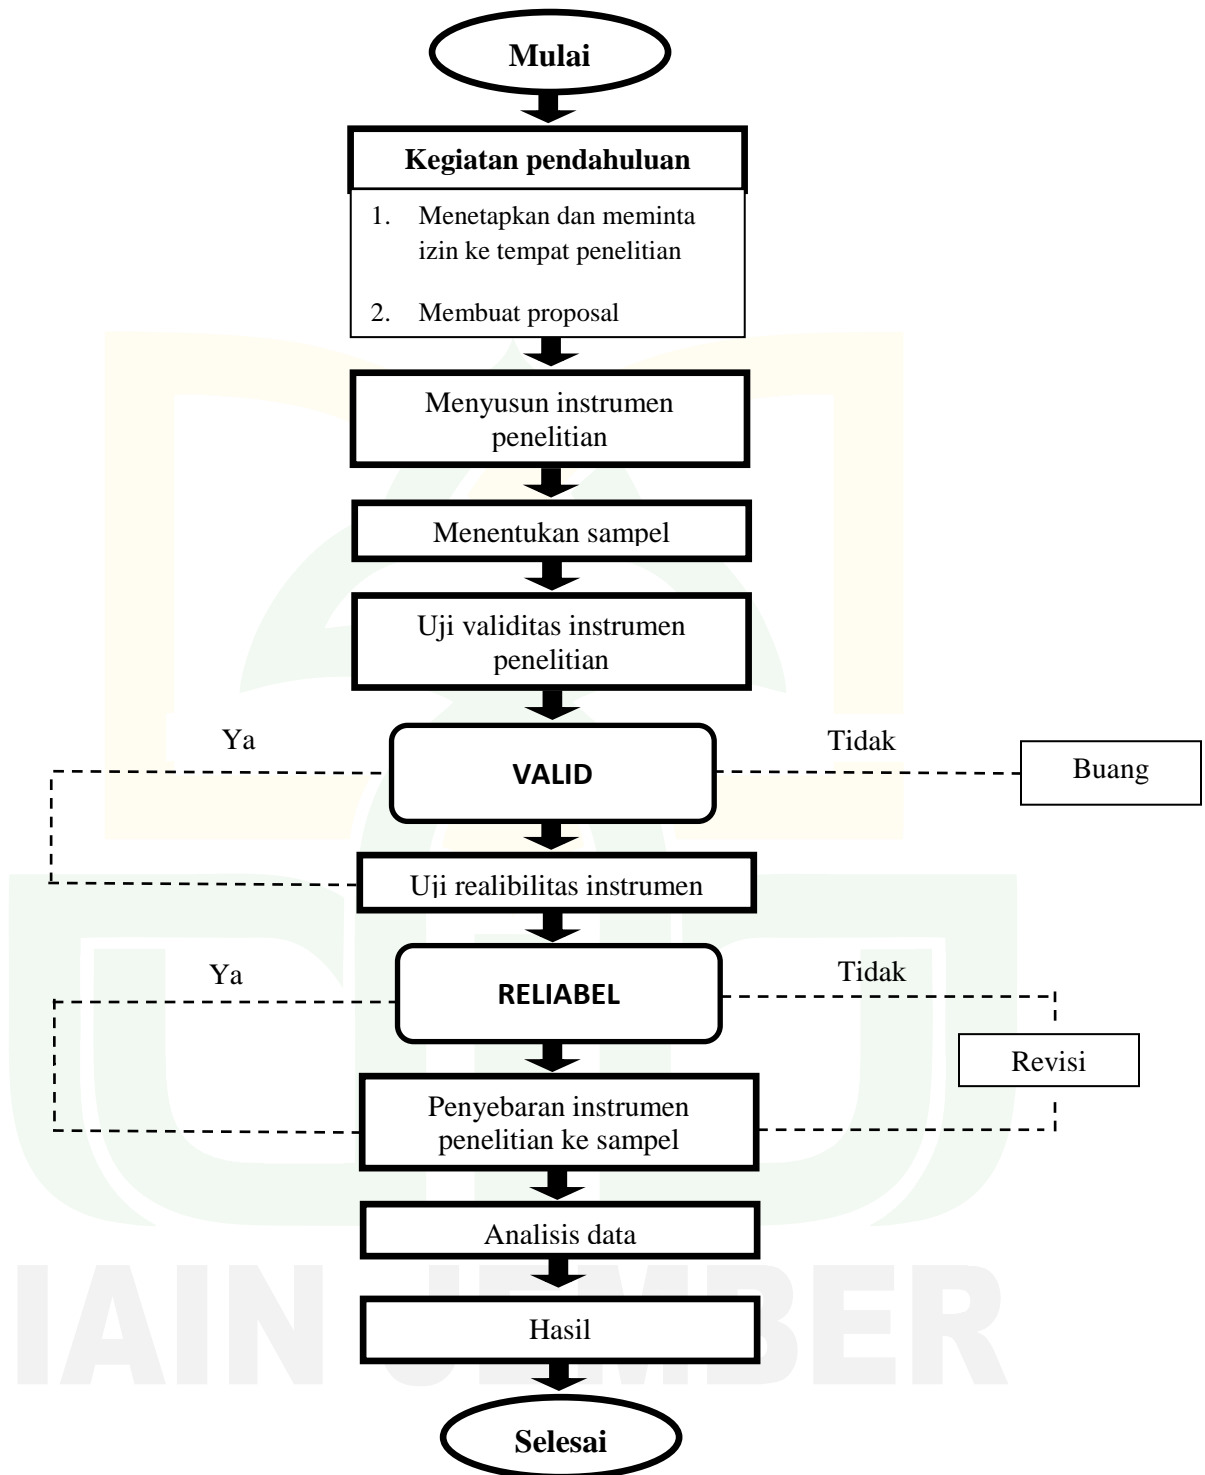 Mulai
Kegiatan pendahuluan
1. Menetapkan dan meminta
izin ke tempat penelitian
2. Membuat proposal
Menyusun instrumen
penelitian
Menentukan sampel
Uji validitas instrumen
penelitian
Ya
VALID
Tidak
Buang
Uji realibilitas instrumen
Ya
RELIABEL
Tidak
Revisi
Penyebaran instrumen
penelitian ke sampel
Analisis data
Hasil
Selesai
IAIN JEMBER